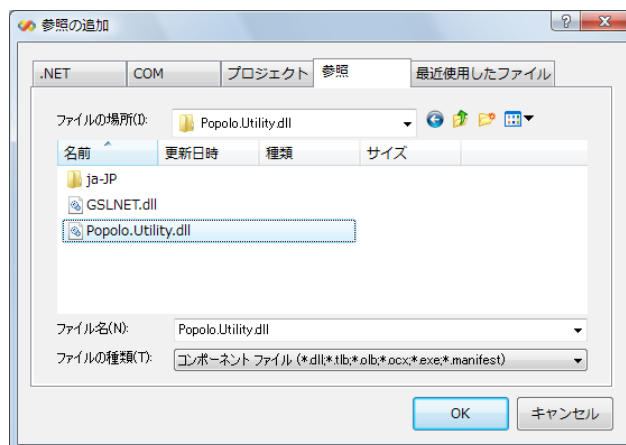 参照の追加
.NET COM プロジェクト 参照 最近使用したファイル
ファイルの場所(I): Popolo.Utility.dll
名前 更新日時 種類 サイズ
ja-JP
GSLNET.dll
Popolo.Utility.dll
ファイル名(N): Popolo.Utility.dll
ファイルの種類(T): コンポーネント ファイル (*.dll;*.tlb;*.olb;*.ocx;*.exe;*.manifest)
OK キャンセル